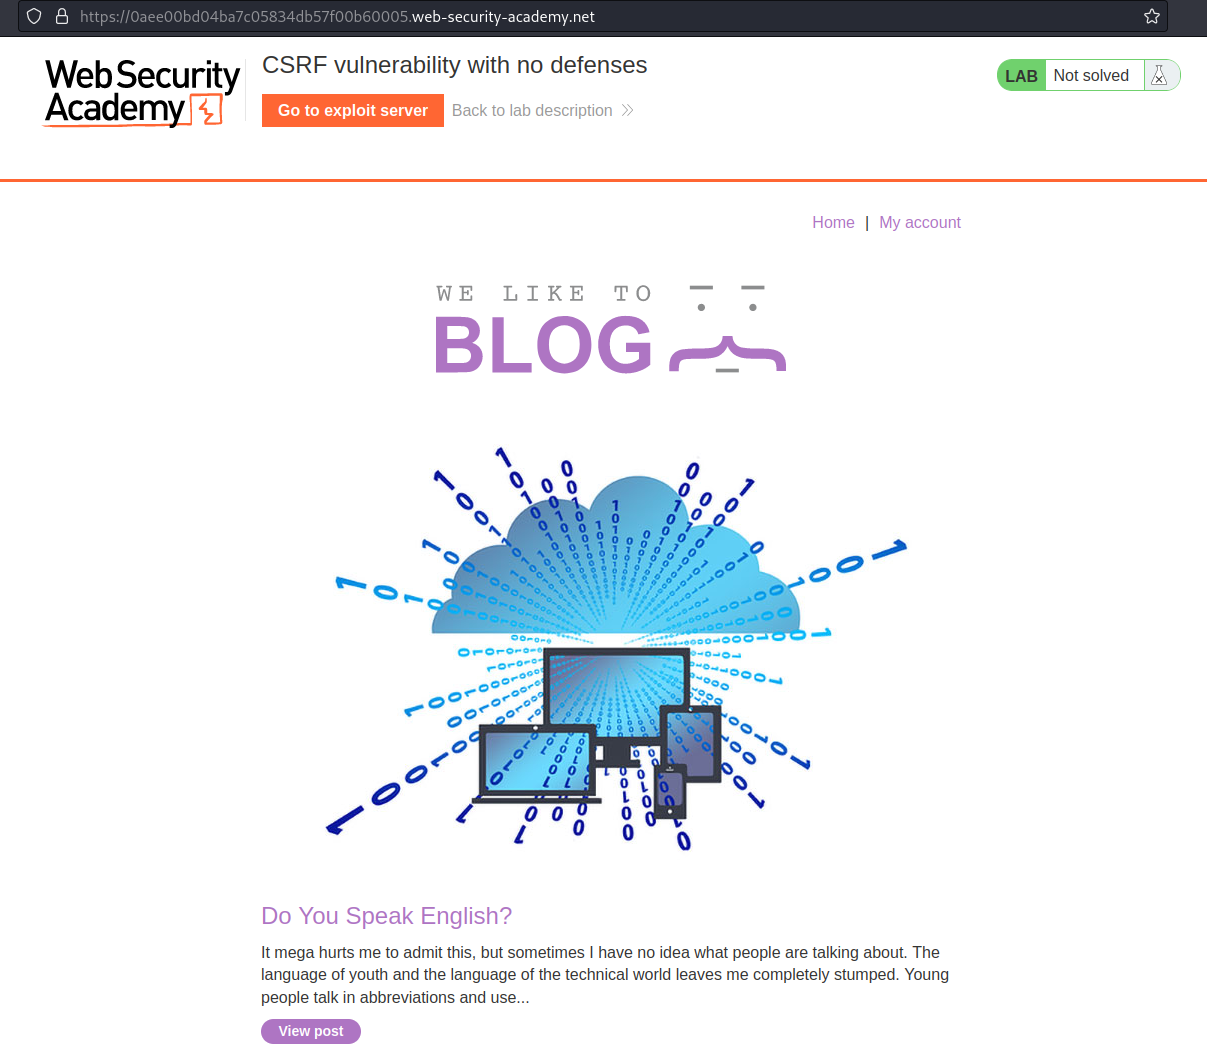 https://0aee00bd04ba7c05834db57f00b60005.web-security-academy.net
Web Security
Academy
CSRF vulnerability with no defenses
Go to exploit server
Back to lab description
LAB
Not solved
Home | My account
WE LIKE TO
BLOG
Do You Speak English?
It mega hurts me to admit this, but sometimes I have no idea what people are talking about. The
language of youth and the language of the technical world leaves me completely stumped. Young
people talk in abbreviations and use...
View post